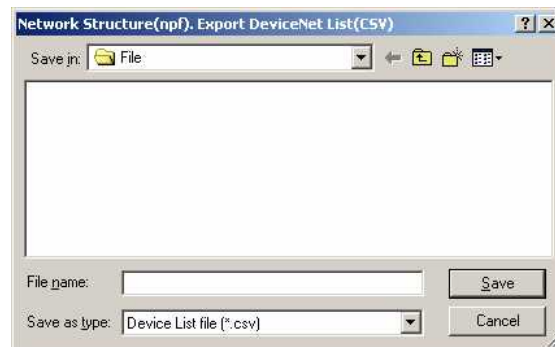 Network Structure(npf). Export DeviceNet List(CSV)
Save in: File
File name:
Save
Save as type: Device List file (*.csv)
Cancel